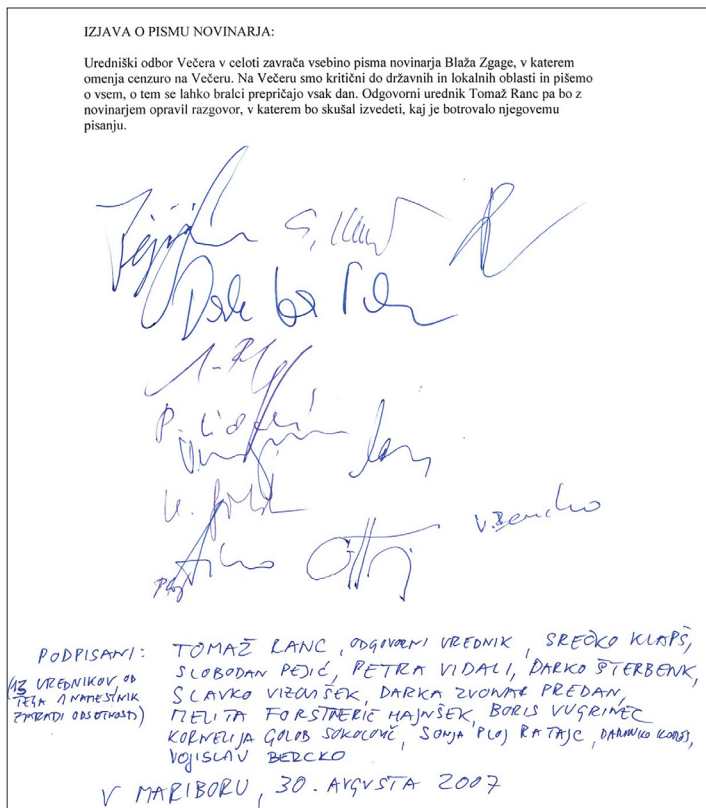 IZJAVA O PISMU NOVINARJA:
Uredniški odbor Večera v celoti zavrača vsebino pisma novinarja Blaža Zgage, v katerem
omenja cenzuro na Večeru. Na Večeru smo kritični do državnih in lokalnih oblasti in pišemo
o vsem, o tem se lahko bralci prepričajo vsak dan. Odgovorni urednik Tomaž Ranc pa bo z
novinarjem opravil razgovor, v katerem bo skušal izvedeti, kaj je botrovalo njegovemu
pisanju.
V. Bercko
PODPISANI: TOMAŽ RANC, ODGOVORNI UREDNIK, SREČKO KLAPŠ,
(13 UREDNIKOV OD TEGA 1 NAMESTNIK ZARADI ODSOTNOSTI)
SLOBODAN PEJIĆ, PETRA VIDALI, DARKO ŠTERBENK,
SLAVKO VIZOVIŠEK, DARKA ZVONAR PREDAN,
MELITA FORSTNERIČ HAJNŠEK, BORIS VUGRINEC
KORNELIJA GOLOB SOKOLOVIČ, SONJA PLOJ RATAJC,
VOJISLAV BERCKO
V MARIBORU, 30. AVGUSTA 2007